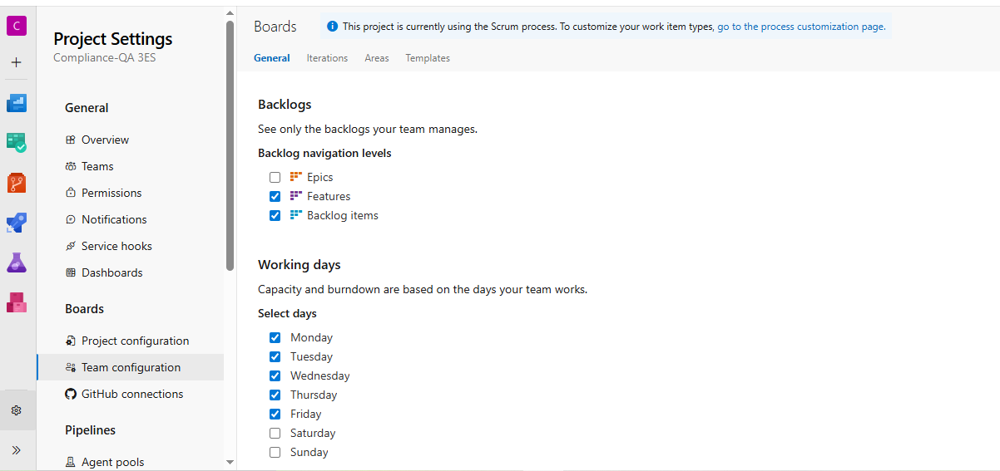 C
Project Settings
Compliance-QA 3ES
General
Overview
Teams
Permissions
Notifications
Service hooks
Dashboards
Boards
Project configuration
Team configuration
GitHub connections
Pipelines
Agent pools
Boards
This project is currently using the Scrum process. To customize your work item types, go to the process customization page.
General Iterations Areas Templates
Backlogs
See only the backlogs your team manages.
Backlog navigation levels
Epics
Features
Backlog items
Working days
Capacity and burndown are based on the days your team works.
Select days
Monday
Tuesday
Wednesday
Thursday
Friday
Saturday
Sunday